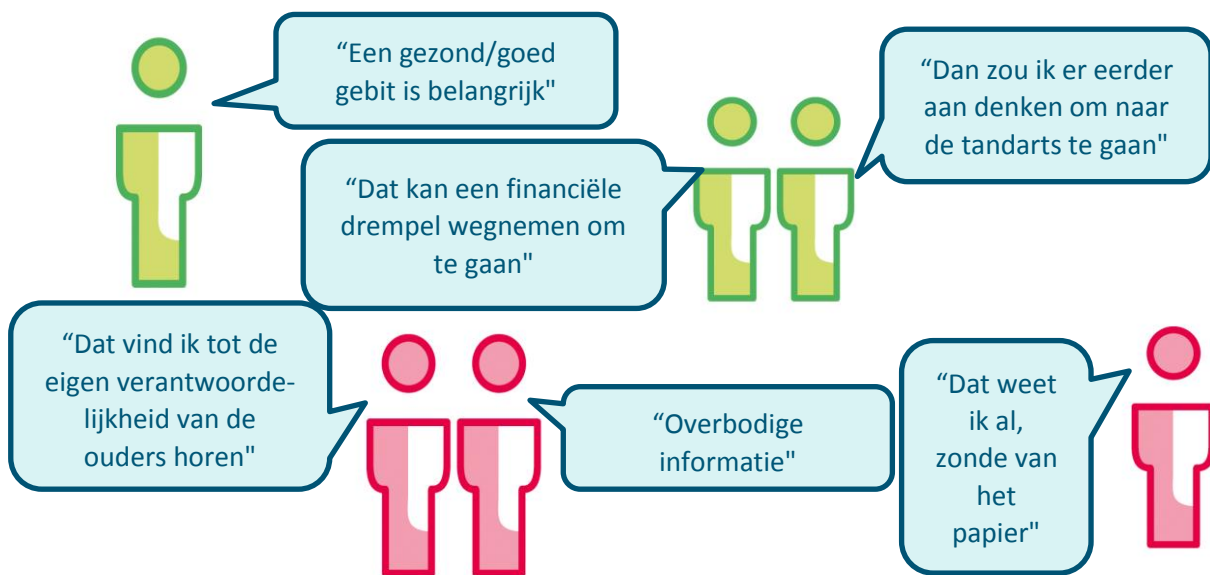 “Een gezond/goed
gebit is belangrijk"
“Dan zou ik er eerder
aan denken om naar
de tandarts te gaan"
“Dat kan een financiële
drempel wegnemen om
te gaan"
“Dat vind ik tot de
eigen verantwoorde-
lijkheid van de
ouders horen"
“Overbodige
informatie"
“Dat weet
ik al,
zonde van
het
papier"